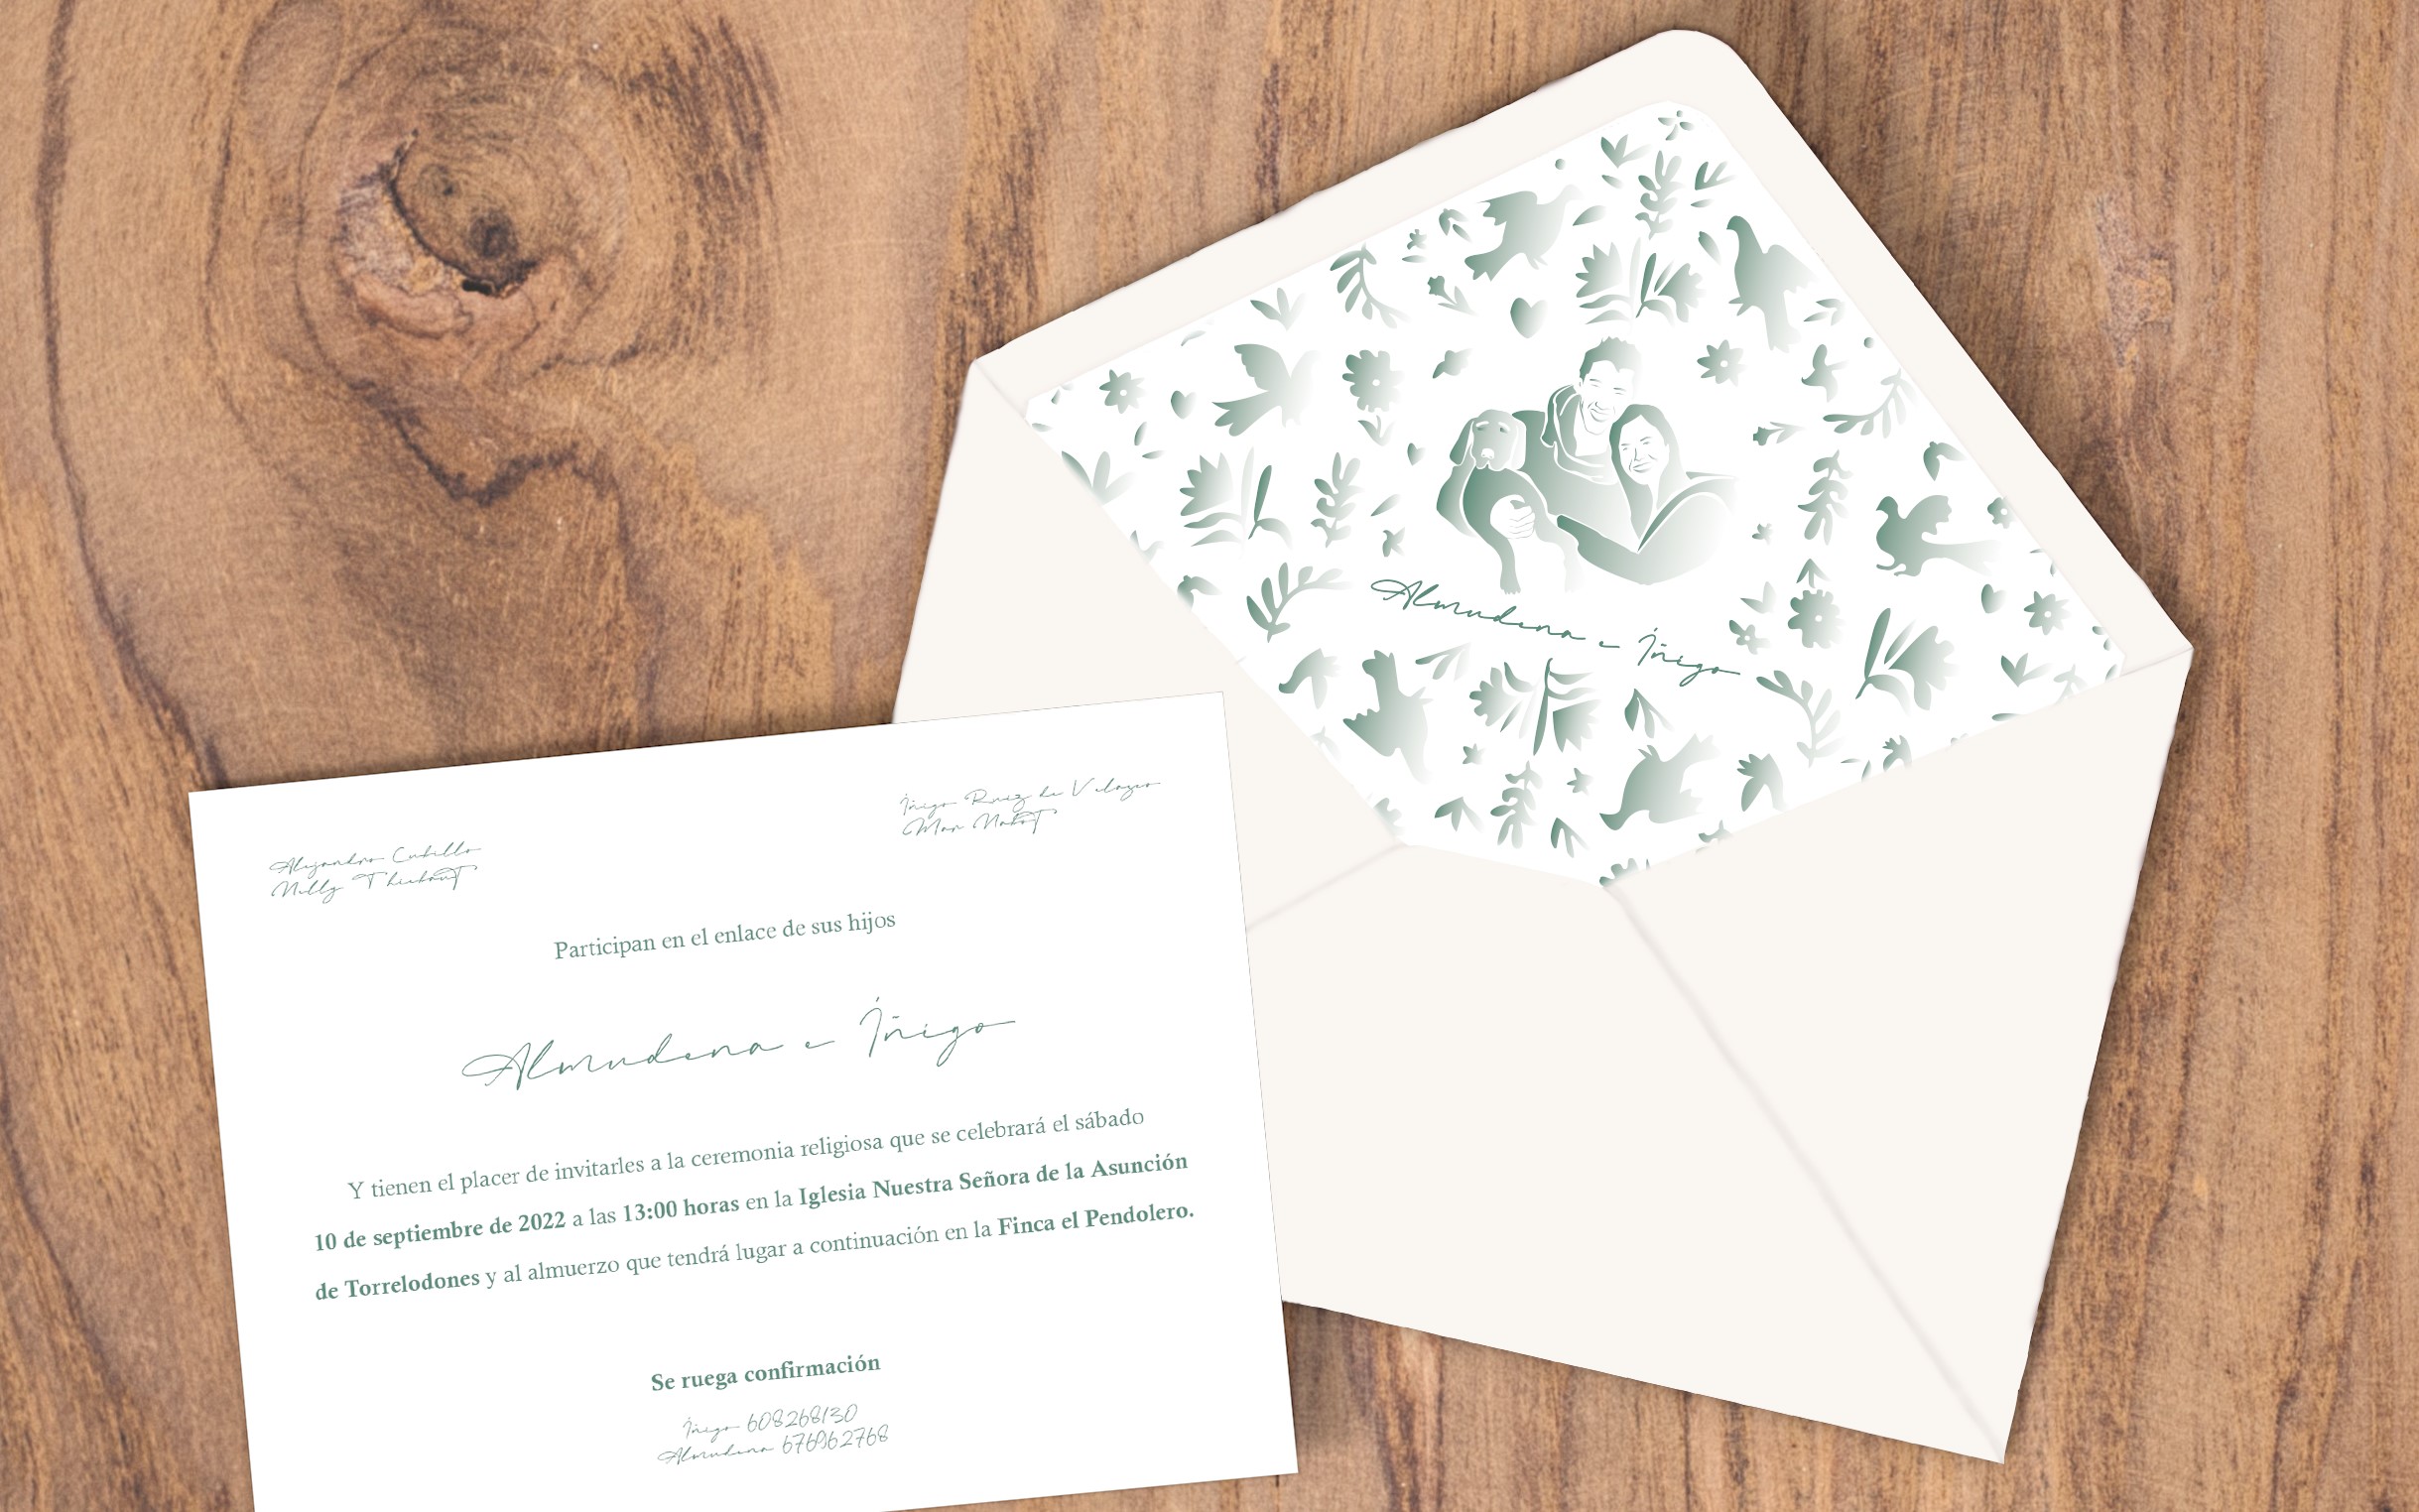 Almudena e Íñigo
Alejandro Cubillo
Nelly Thiebaut
Íñigo Ruiz de Velasco
Mar Nabot
Participan en el enlace de sus hijos
Almudena e Íñigo
Y tienen el placer de invitarles a la ceremonia religiosa que se celebrará el sábado
10 de septiembre de 2022 a las 13:00 horas en la Iglesia Nuestra Señora de la Asunción
de Torrelodones y al almuerzo que tendrá lugar a continuación en la Finca el Pendolero.
Se ruega confirmación
Íñigo 608268130
Almudena 676962768